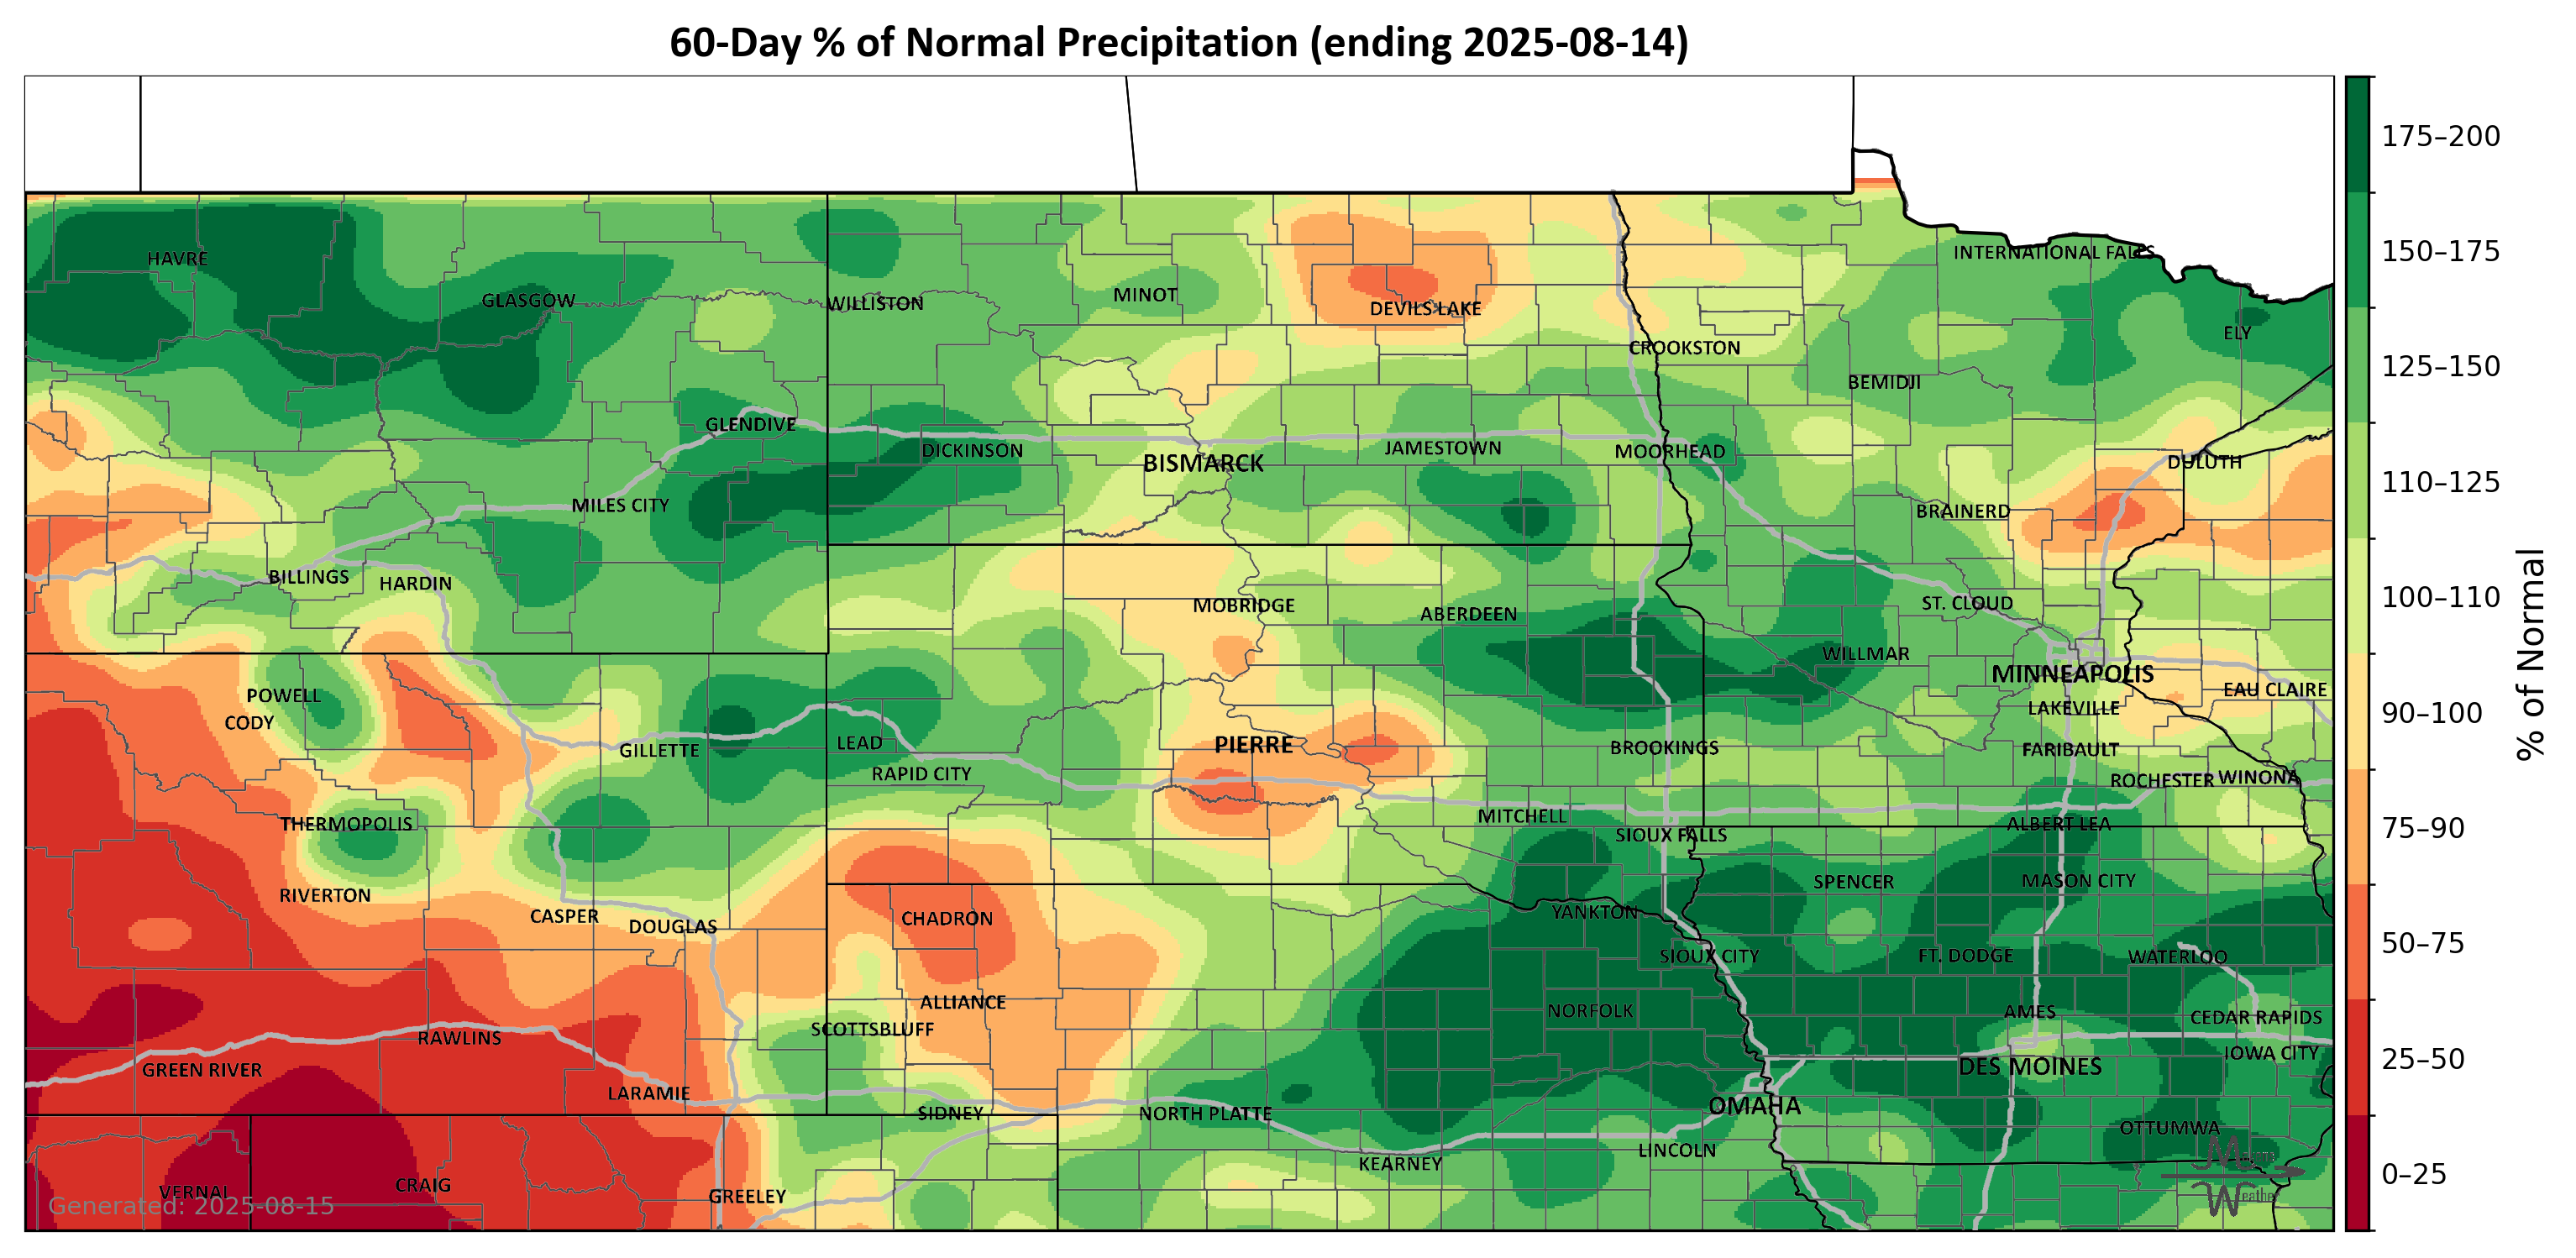 60-Day % of Normal Precipitation (ending 2025-08-14)
175–200
HAVRE
INTERNATIONAL FALLS
150–175
GLASGOW
WILLISTON
MINOT
DEVILS LAKE
ELY
CROOKSTON
125–150
BEMIDJI
GLENDIVE
DICKINSON
BISMARCK
JAMESTOWN
MOORHEAD
DULUTH
110–125
MILES CITY
BRAINERD
BILLINGS
HARDIN
MOBRIDGE
ABERDEEN
ST. CLOUD
100–110
% of Normal
WILLMAR
MINNEAPOLIS
POWELL
EAU CLAIRE
CODY
LAKEVILLE
90–100
GILLETTE
LEAD
PIERRE
BROOKINGS
FARIBAULT
RAPID CITY
ROCHESTER
WINONA
THERMOPOLIS
MITCHELL
SIOUX FALLS
ALBERT LEA
75–90
RIVERTON
SPENCER
MASON CITY
CASPER
DOUGLAS
CHADRON
YANKTON
50–75
SIOUX CITY
FT. DODGE
WATERLOO
ALLIANCE
NORFOLK
AMES
CEDAR RAPIDS
SCOTTSBLUFF
RAWLINS
IOWA CITY
25–50
GREEN RIVER
DES MOINES
LARAMIE
SIDNEY
NORTH PLATTE
OMAHA
OTTUMWA
KEARNEY
LINCOLN
0–25
VERNAL
CRAIG
GREELEY
Weather
Generated: 2025-08-15